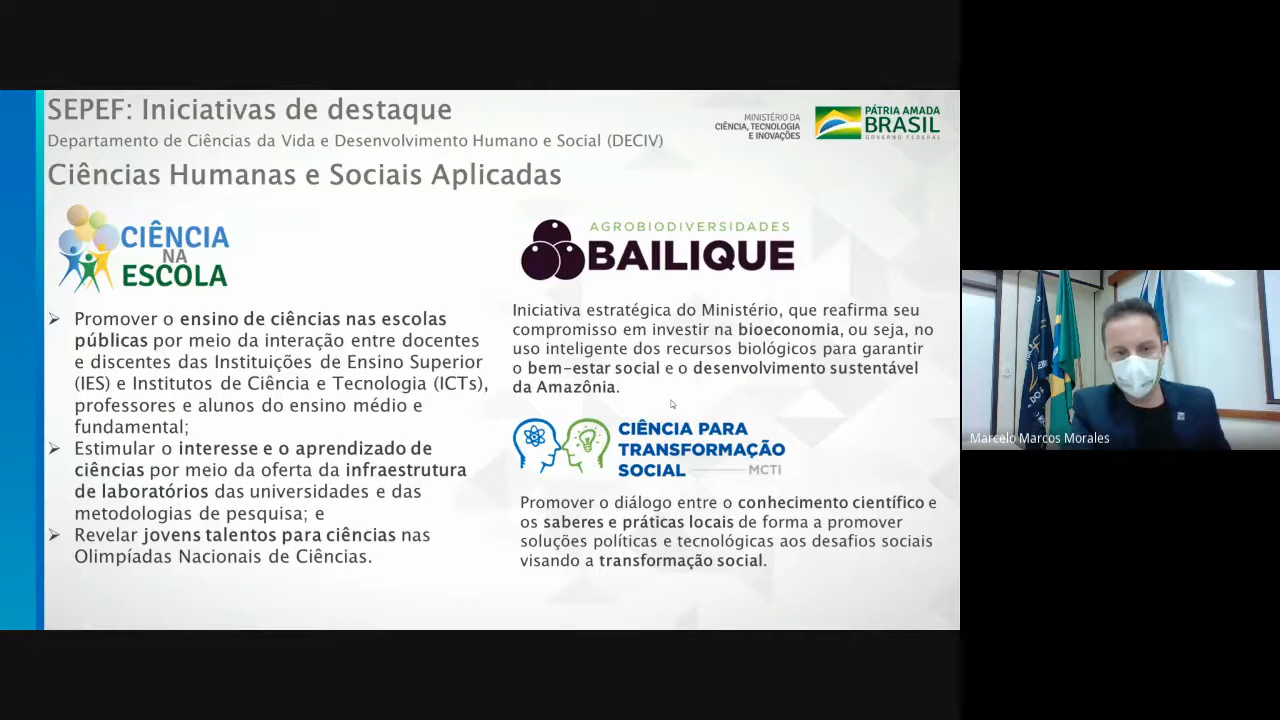 SEPEF: Iniciativas de destaque
Departamento de Ciências da Vida e Desenvolvimento Humano e Social (DECIV)
Ciências Humanas e Sociais Aplicadas
MINISTÉRIO DA
CIÊNCIA, TECNOLOGIA
E INOVAÇÕES
PÁTRIA AMADA
BRASIL
GOVERNO FEDERAL
CIÊNCIA
NA
ESCOLA
Promover o ensino de ciências nas escolas
públicas por meio da interação entre docentes
e discentes das Instituições de Ensino Superior
(IES) e Institutos de Ciência e Tecnologia (ICTs),
professores e alunos do ensino médio e
fundamental;
Estimular o interesse e o aprendizado de
ciências por meio da oferta da infraestrutura
de laboratórios das universidades e das
metodologias de pesquisa; e
Revelar jovens talentos para ciências nas
Olimpíadas Nacionais de Ciências.
AGROBIODIVERSIDADES
BAILIQUE
Iniciativa estratégica do Ministério, que reafirma seu
compromisso em investir na bioeconomia, ou seja, no
uso inteligente dos recursos biológicos para garantir
o bem-estar social e o desenvolvimento sustentável
da Amazônia.
CIÊNCIA PARA
TRANSFORMAÇÃO
SOCIAL MCTI
Promover o diálogo entre o conhecimento científico e
os saberes e práticas locais de forma a promover
soluções políticas e tecnológicas aos desafios sociais
visando a transformação social.
Marcelo Marcos Morales